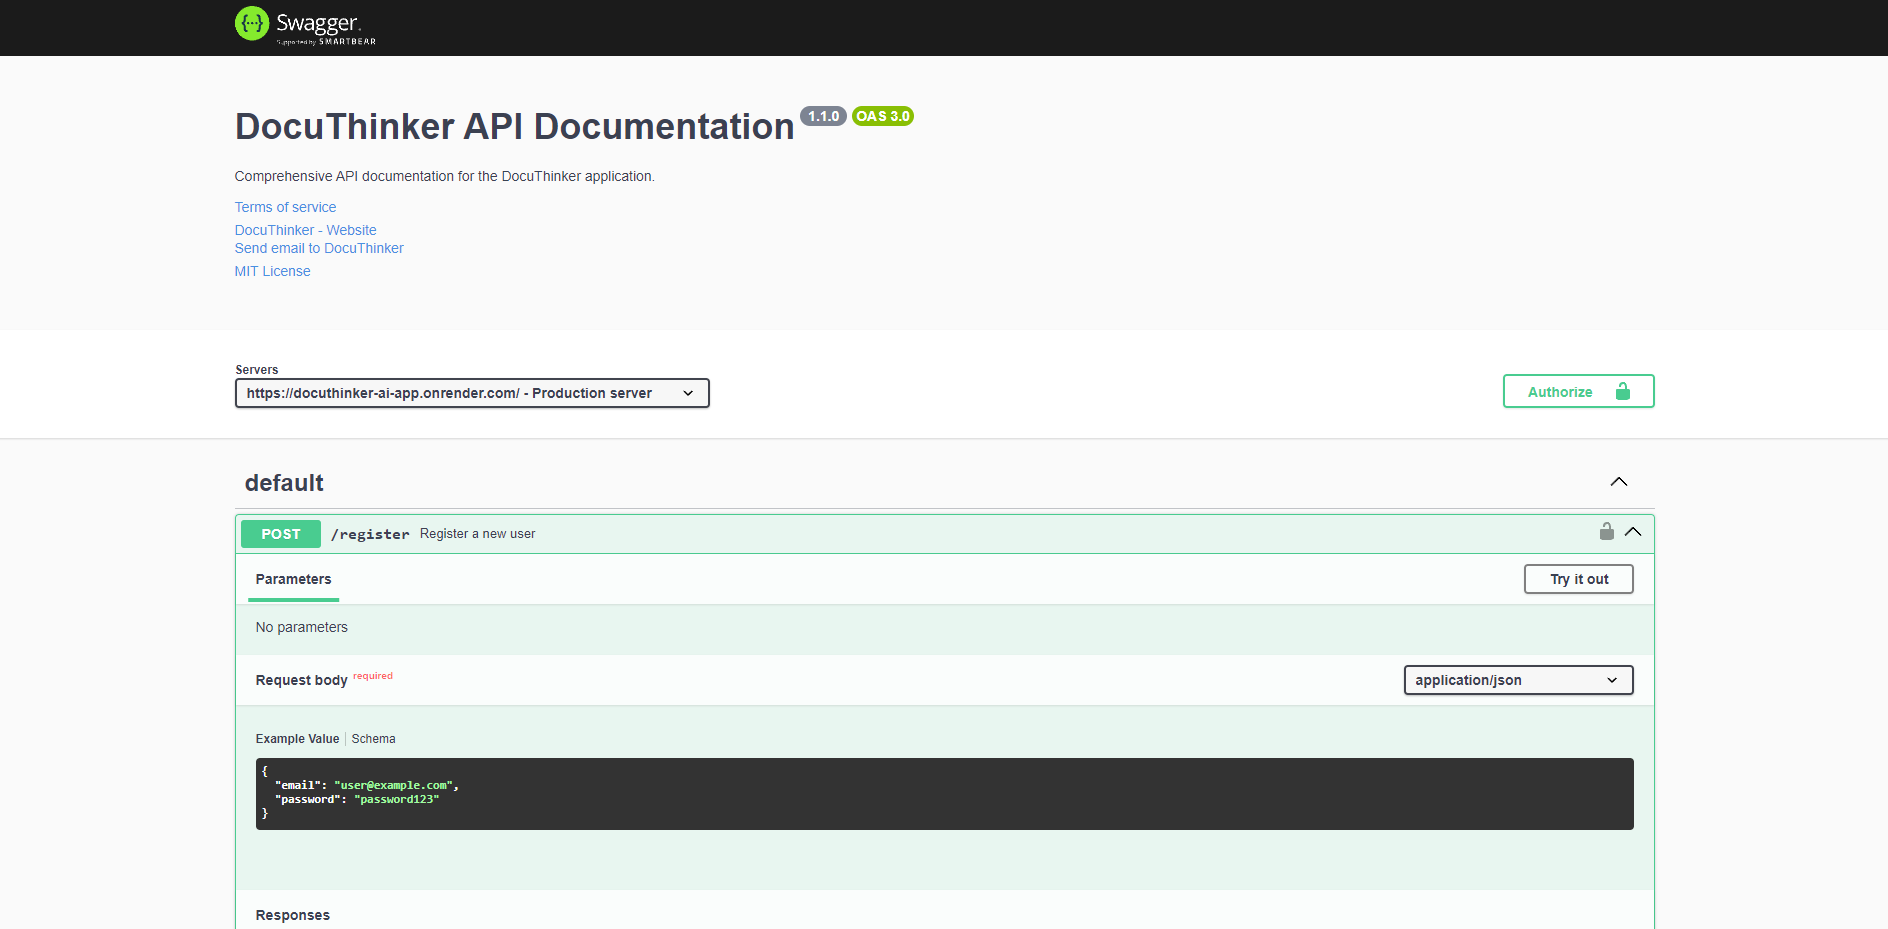 {...} Swagger.
Supported by SMARTBEAR
DocuThinker API Documentation 1.1.0 OAS 3.0
Comprehensive API documentation for the DocuThinker application.
Terms of service
DocuThinker - Website
Send email to DocuThinker
MIT License
Servers
https://docuthinker-ai-app.onrender.com/ - Production server
Authorize
default
POST /register Register a new user
Parameters
Try it out
No parameters
Request body required
application/json
Example Value | Schema
{
  "email": "user@example.com",
  "password": "password123"
}
Responses